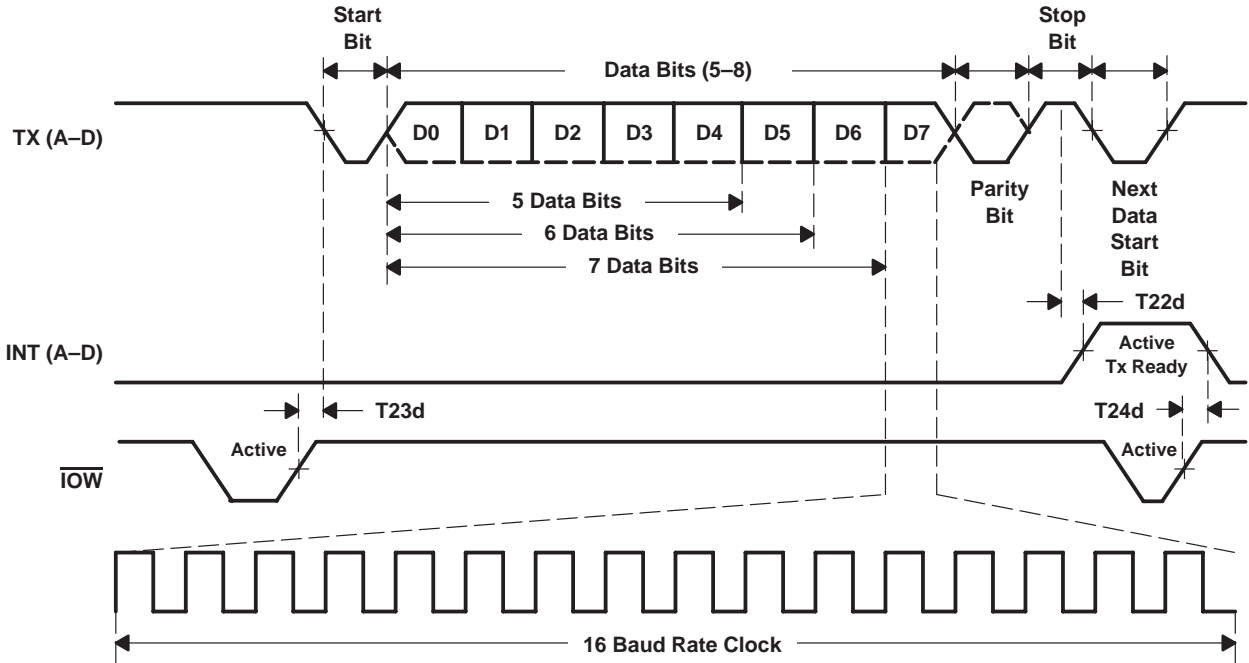 Start
Bit
Stop
Bit
Data Bits (5–8)
TX (A–D)
D0 D1 D2 D3 D4 D5 D6 D7
Parity
Bit
Next
Data
Start
Bit
5 Data Bits
6 Data Bits
7 Data Bits
T22d
INT (A–D)
Active
Tx Ready
T23d
T24d
IOW
Active
Active
16 Baud Rate Clock